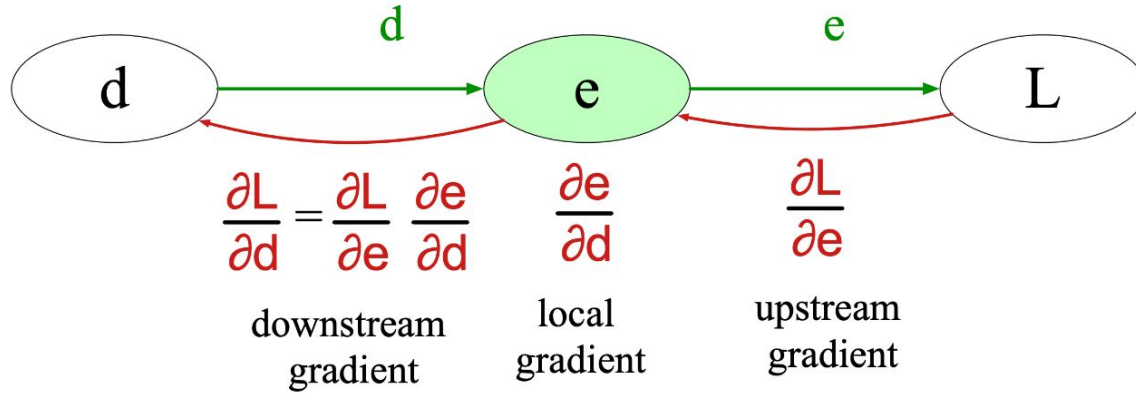 d e
d e L
∂L/∂d = ∂L/∂e ∂e/∂d ∂e/∂d ∂L/∂e
downstream gradient
local gradient
upstream gradient